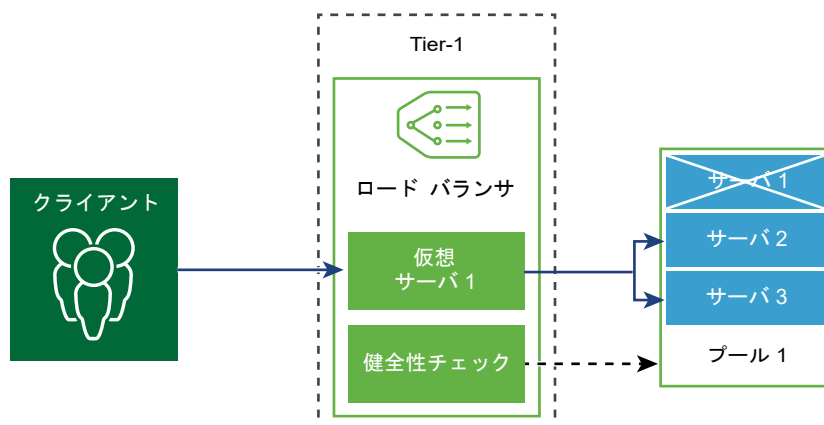 Tier-1
ロード バランサ
クライアント
仮想
サーバ 1
健全性チェック
サーバ 1
サーバ 2
サーバ 3
プール 1